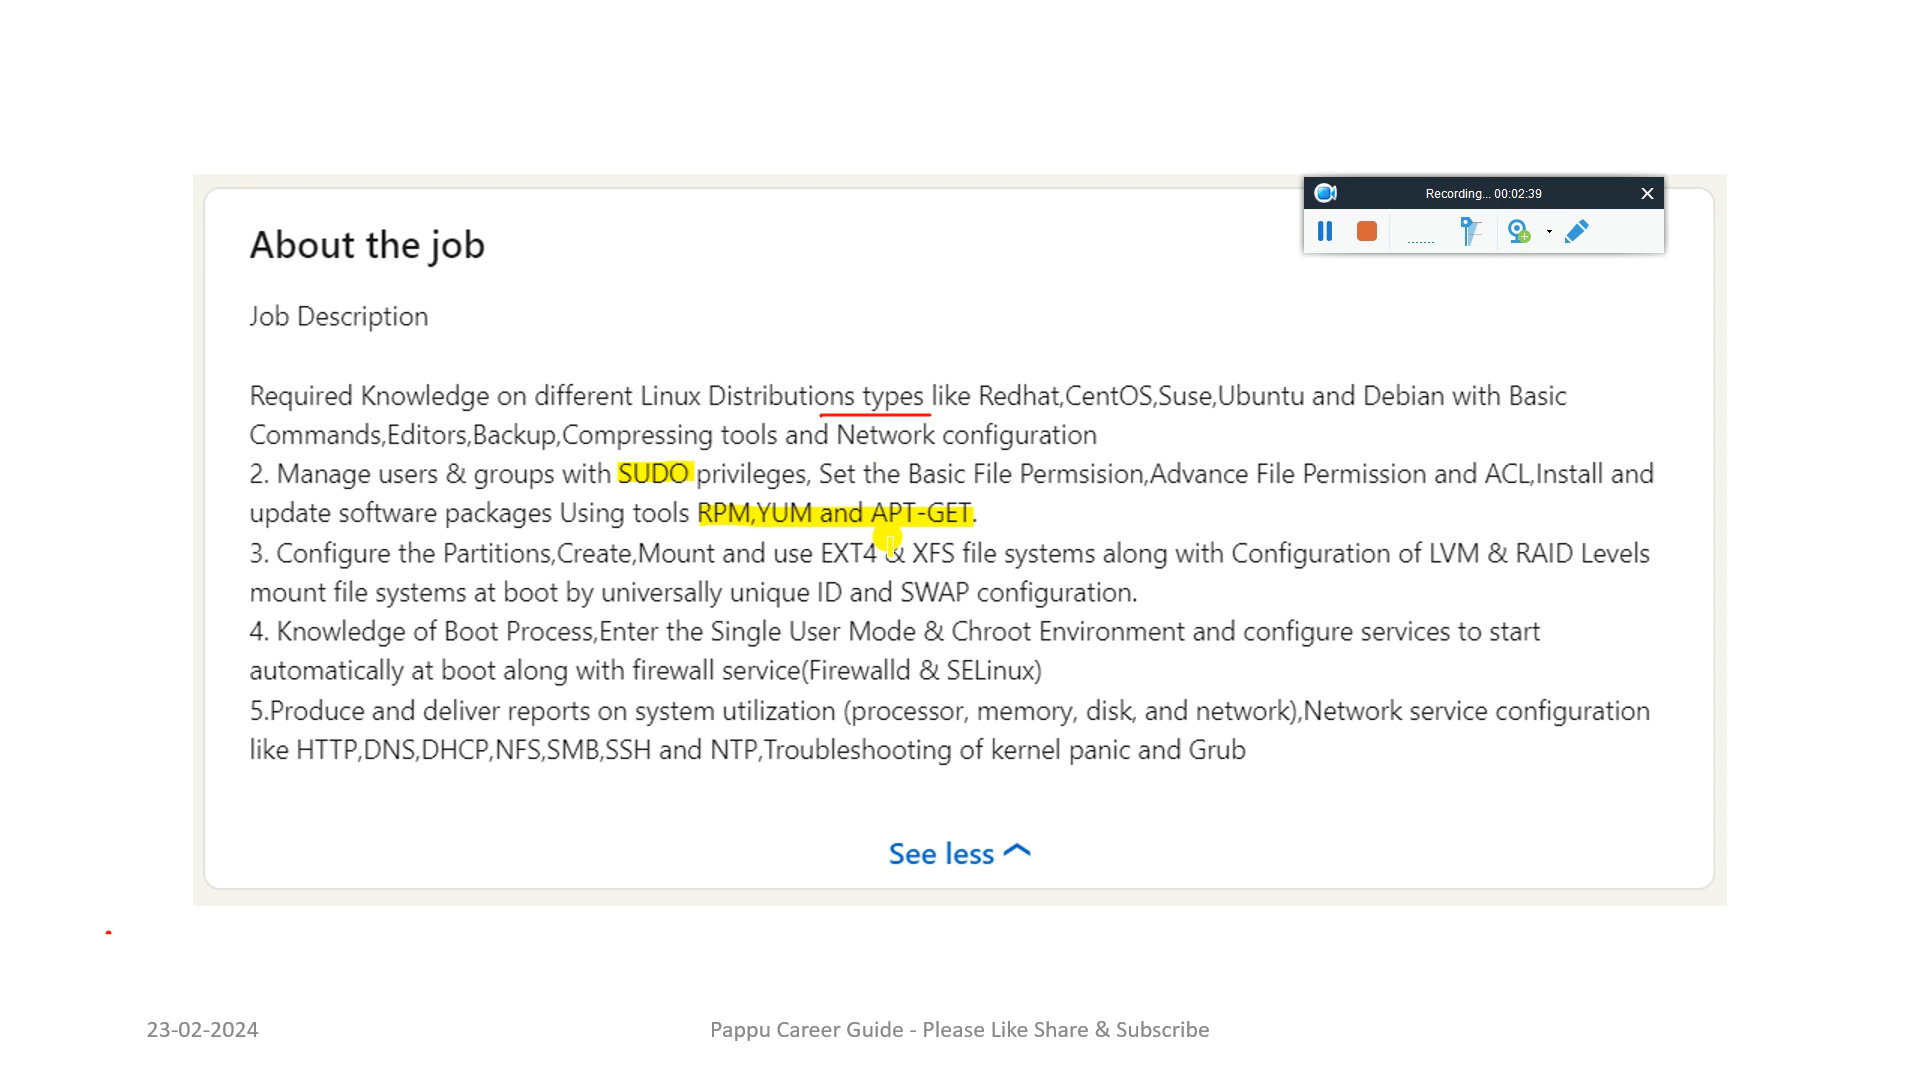 Recording... 00:02:39
About the job
Job Description
Required Knowledge on different Linux Distributions types like Redhat,CentOS,Suse,Ubuntu and Debian with Basic
Commands,Editors,Backup,Compressing tools and Network configuration
2. Manage users & groups with SUDO privileges, Set the Basic File Permsision,Advance File Permission and ACL,Install and
update software packages Using tools RPM,YUM and APT-GET.
3. Configure the Partitions,Create,Mount and use EXT4 & XFS file systems along with Configuration of LVM & RAID Levels
mount file systems at boot by universally unique ID and SWAP configuration.
4. Knowledge of Boot Process,Enter the Single User Mode & Chroot Environment and configure services to start
automatically at boot along with firewall service(Firewalld & SELinux)
5.Produce and deliver reports on system utilization (processor, memory, disk, and network),Network service configuration
like HTTP,DNS,DHCP,NFS,SMB,SSH and NTP,Troubleshooting of kernel panic and Grub
See less
23-02-2024
Pappu Career Guide - Please Like Share & Subscribe